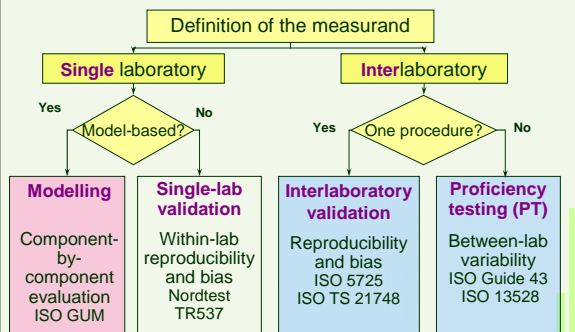 Definition of the measurand
Single laboratory
Interlaboratory
Yes
No
Model-based?
Yes
No
One procedure?
Modelling
Component-
by-
component
evaluation
ISO GUM
Single-lab
validation
Within-lab
reproducibility
and bias
Nordtest
TR537
Interlaboratory
validation
Reproducibility
and bias
ISO 5725
ISO TS 21748
Proficiency
testing (PT)
Between-lab
variability
ISO Guide 43
ISO 13528